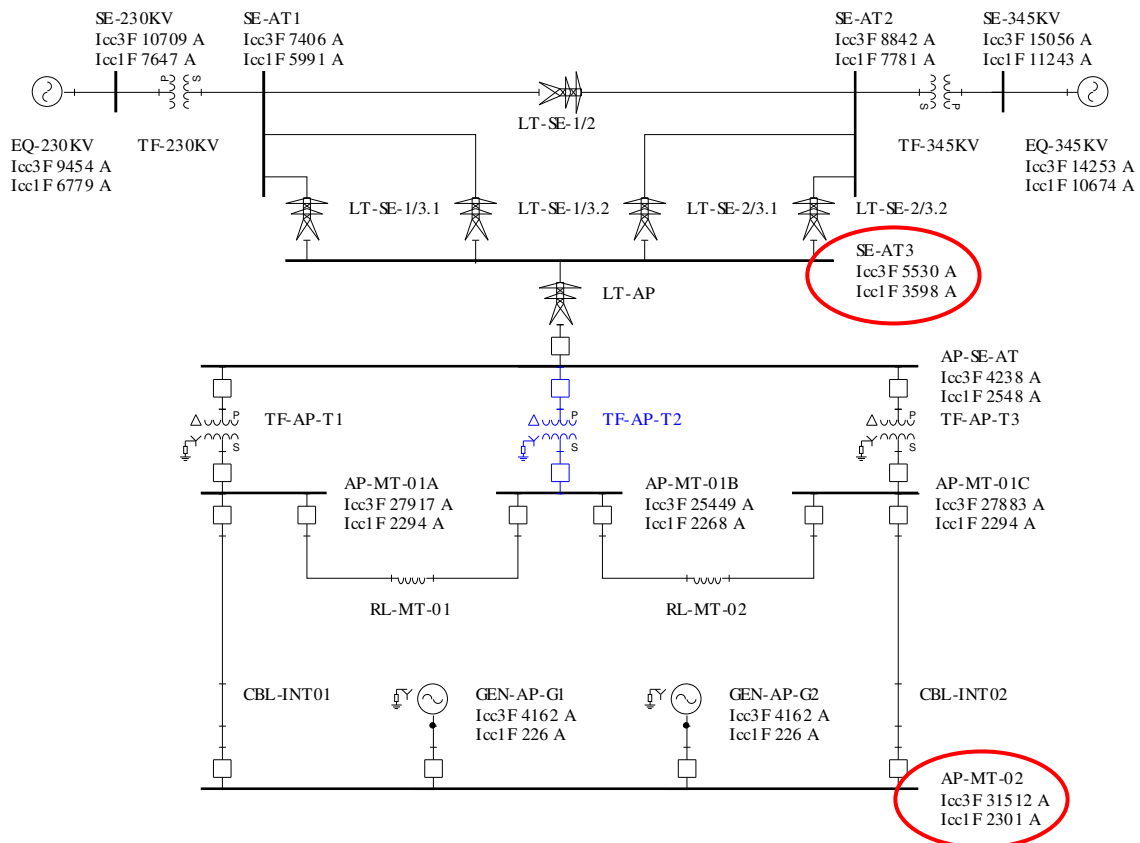 SE-230KV
Icc3F 10709 A
Icc1F 7647 A
SE-AT1
Icc3F 7406 A
Icc1F 5991 A
SE-AT2
Icc3F 8842 A
Icc1F 7781 A
SE-345KV
Icc3F 15056 A
Icc1F 11243 A
P
S
S
P
LT-SE-1/2
EQ-230KV
Icc3F 9454 A
Icc1F 6779 A
TF-230KV
TF-345KV
EQ-345KV
Icc3F 14253 A
Icc1F 10674 A
LT-SE-1/3.1
LT-SE-1/3.2
LT-SE-2/3.1
LT-SE-2/3.2
SE-AT3
Icc3F 5530 A
Icc1F 3598 A
LT-AP
AP-SE-AT
Icc3F 4238 A
Icc1F 2548 A
P
S
TF-AP-T1
TF-AP-T2
P
S
P
S
TF-AP-T3
AP-MT-01A
Icc3F 27917 A
Icc1F 2294 A
AP-MT-01B
Icc3F 25449 A
Icc1F 2268 A
AP-MT-01C
Icc3F 27883 A
Icc1F 2294 A
RL-MT-01
RL-MT-02
CBL-INT01
GEN-AP-G1
Icc3F 4162 A
Icc1F 226 A
GEN-AP-G2
Icc3F 4162 A
Icc1F 226 A
CBL-INT02
AP-MT-02
Icc3F 31512 A
Icc1F 2301 A